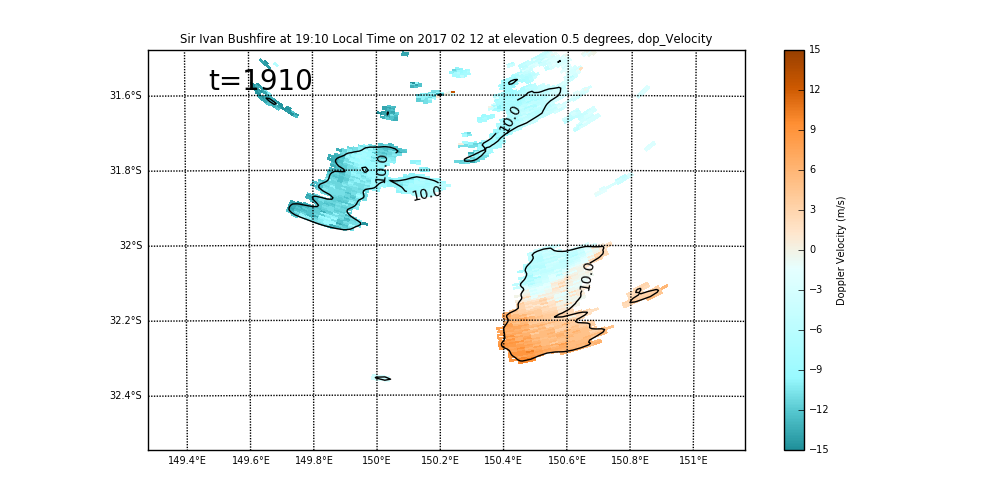 Sir Ivan Bushfire at 19:10 Local Time on 2017 02 12 at elevation 0.5 degrees, dop_Velocity
t=1910
31.6°S
31.8°S
32°S
32.2°S
32.4°S
10.0
10.0
10.0
10.0
149.4°E 149.6°E 149.8°E 150°E 150.2°E 150.4°E 150.6°E 150.8°E 151°E
15
12
9
6
3
0
−3
−6
−9
−12
−15
Doppler Velocity (m/s)